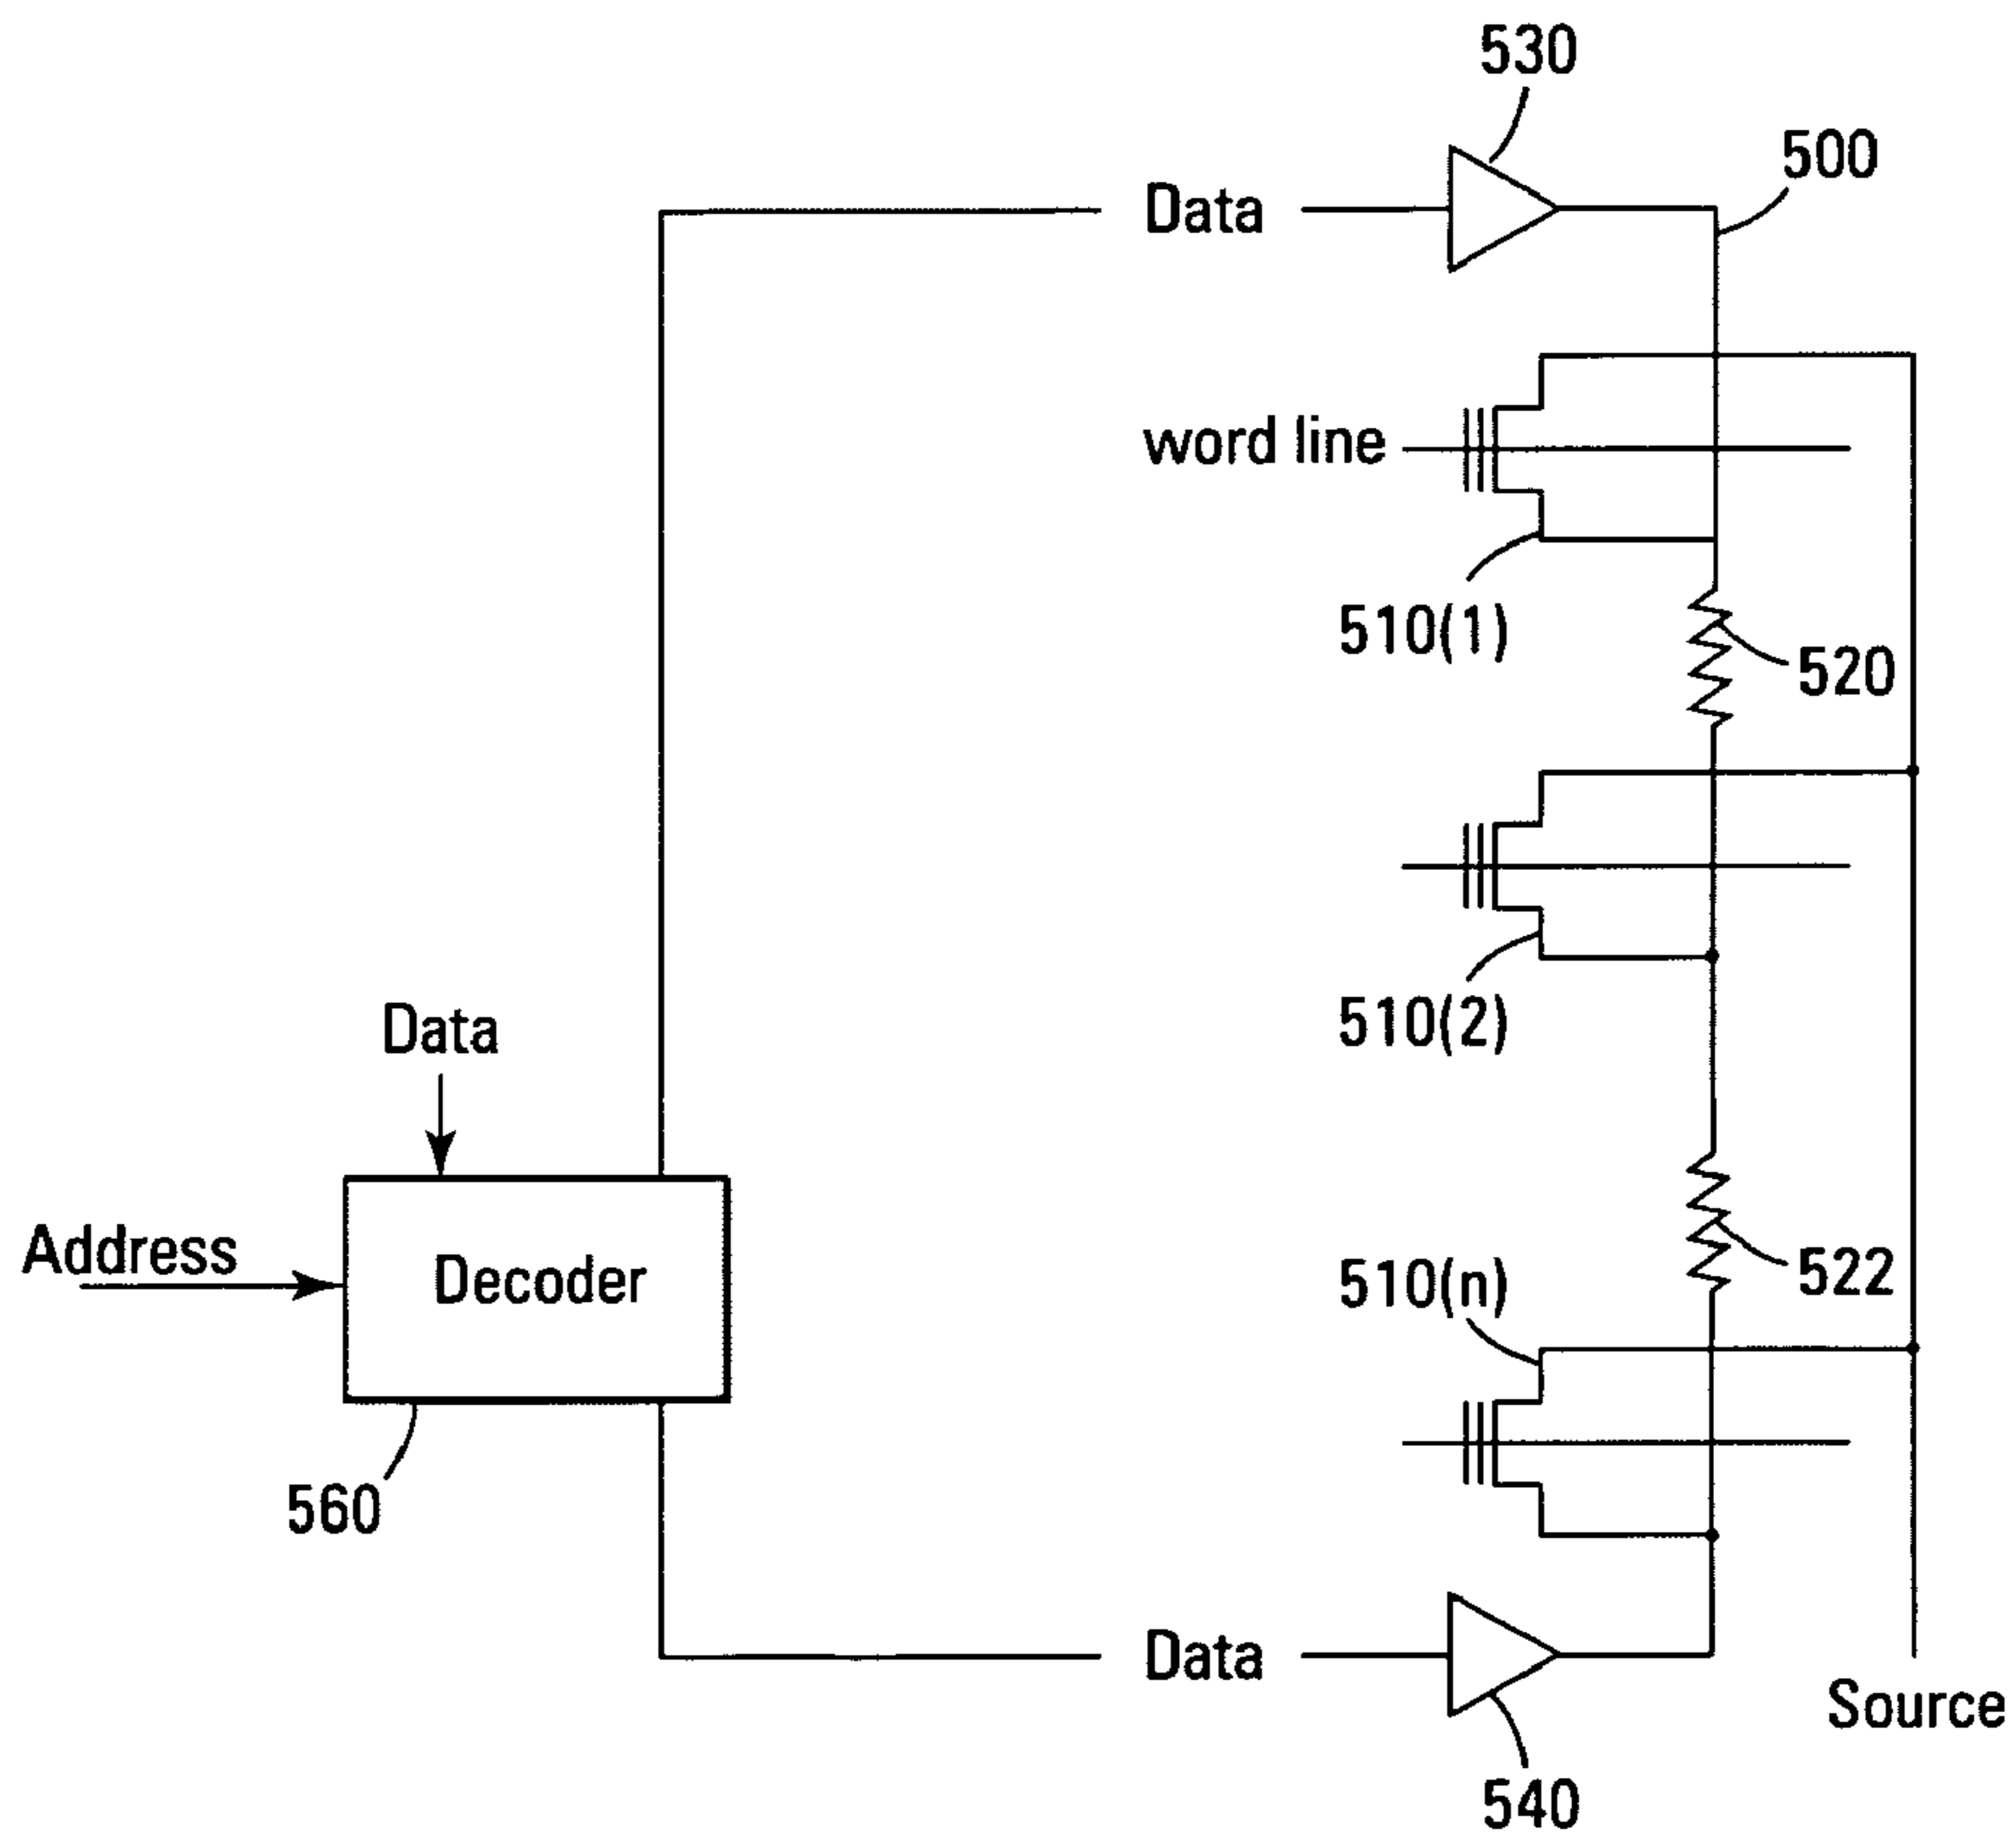 530
500
Data
word line
510(1)
520
510(2)
Data
Address
Decoder
510(n)
522
560
Data
Source
540